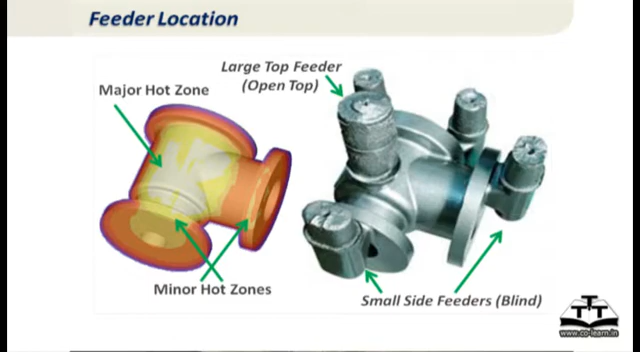 Feeder Location
Large Top Feeder
(Open Top)
Major Hot Zone
Minor Hot Zones
Small Side Feeders (Blind)
TTT
www.co-learn.in